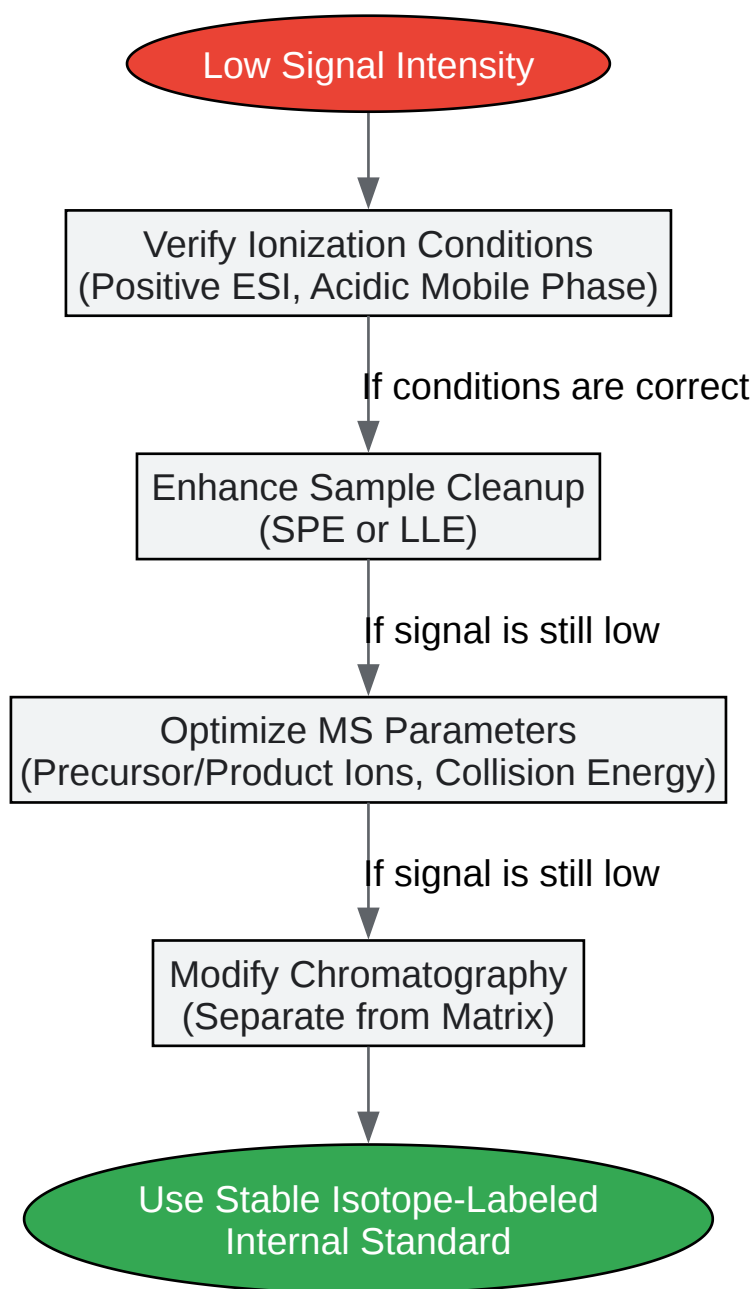 Low Signal Intensity
Verify Ionization Conditions
(Positive ESI, Acidic Mobile Phase)
If conditions are correct
Enhance Sample Cleanup
(SPE or LLE)
If signal is still low
Optimize MS Parameters
(Precursor/Product Ions, Collision Energy)
If signal is still low
Modify Chromatography
(Separate from Matrix)
Use Stable Isotope-Labeled
Internal Standard